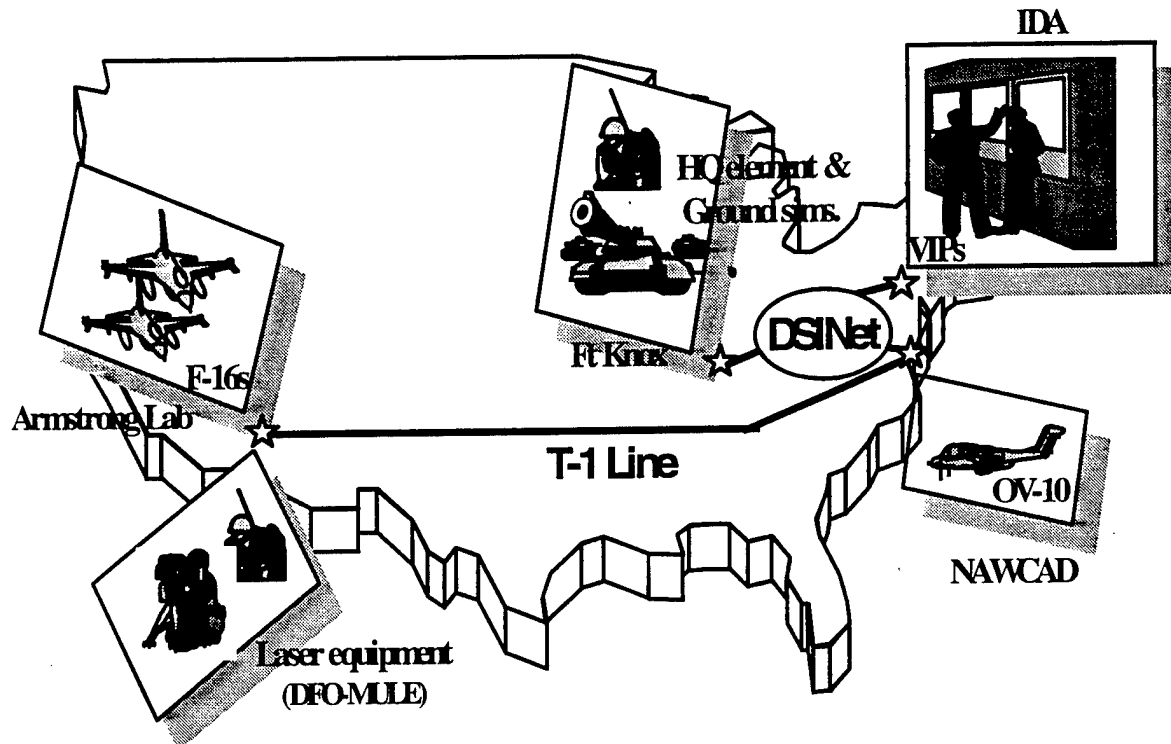 IDA
HQ element &
Ground sims.
VIPs
DSINet
Ft Knox
F-16s
Armstrong Lab
T-1 Line
OV-10
NAWCAD
Laser equipment
(DFO-MULE)